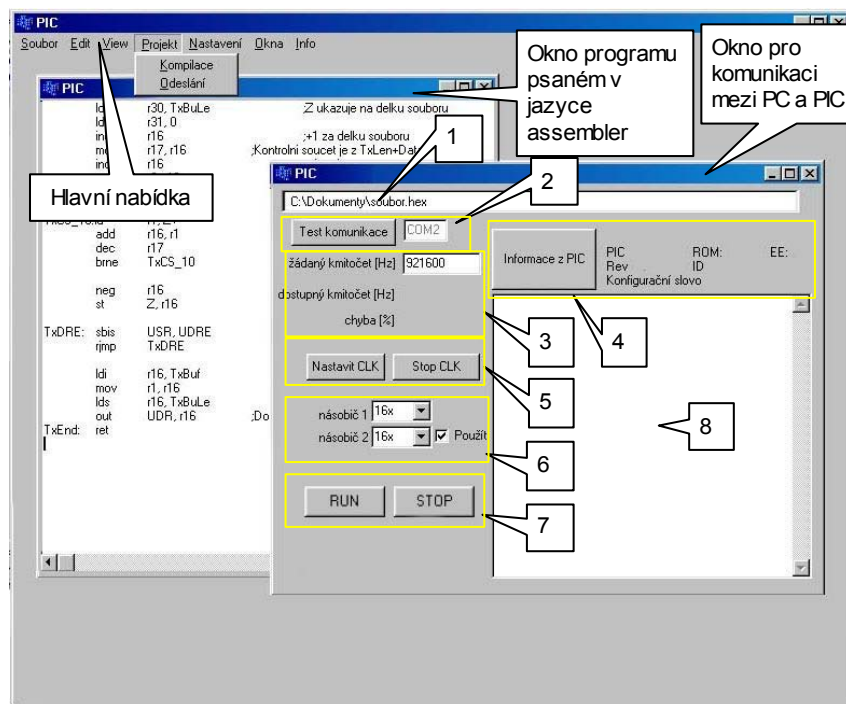 PIC
Soubor Edit View Projekt Nastavení Okna Info
Kompilace
Odeslání
Okno programu
psaném v
jazyce
assembler
Okno pro
komunikaci
mezi PC a PIC
Hlavní nabídka
PIC
r30, TxBuLe ;Z ukazuje na delku souboru
r31, 0
r16 ;+1 za delku souboru
r17, r16 ;Kontrolní soucet je z TxLen+Dat
r16
add r16, r1
dec r17
brne TxCS_10
neg r16
st Z, r16
TxDRE: sbis USR, UDRE
rjmp TxDRE
ldi r16, TxBuf
mov r1, r16
lds r16, TxBuLe
out UDR, r16 ;Do
TxEnd: ret
PIC
C:\Dokumenty\soubor.hex
Test komunikace COM2
žádaný kmitočet [Hz] 921600
dostupný kmitočet [Hz]
chyba [%]
Nastavit CLK Stop CLK
násobič 1 16x
násobič 2 16x Použít
RUN STOP
Informace z PIC
PIC ROM: EE:
Rev ID
Konfigurační slovo
1
2
3
4
5
6
7
8